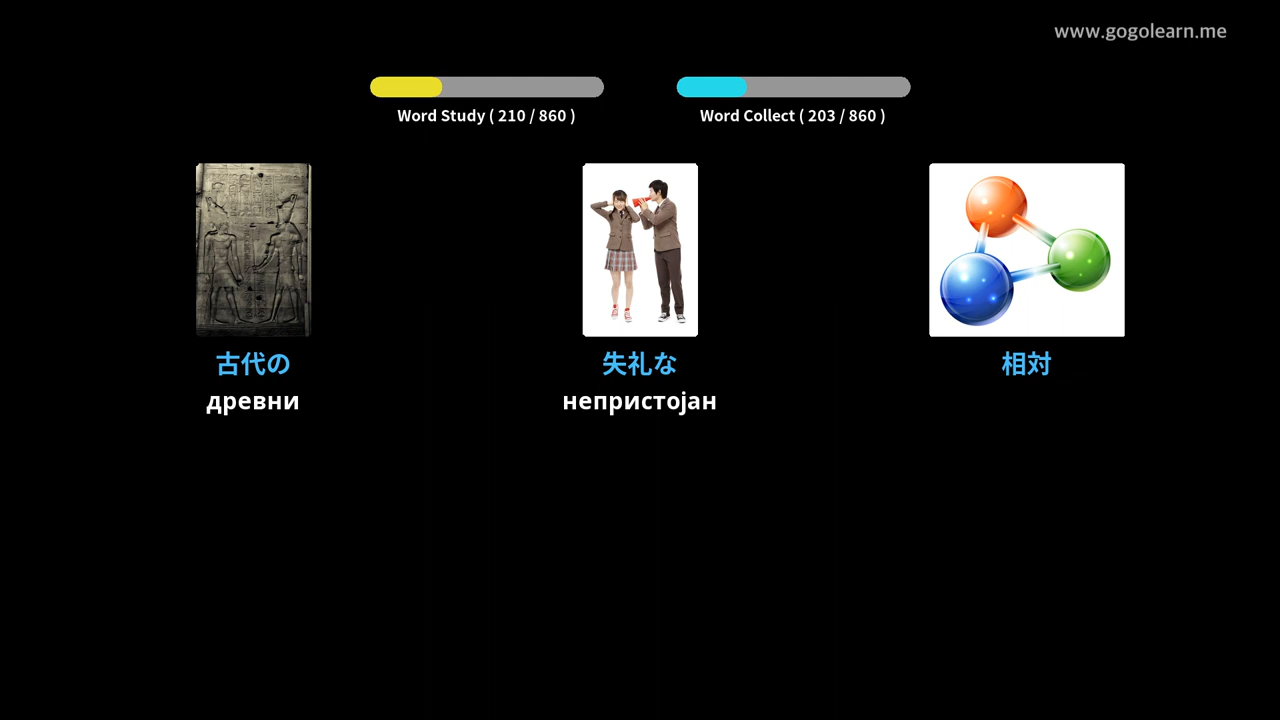 www.gogolearn.me
Word Study ( 210 / 860 )
Word Collect ( 203 / 860 )
古代の
древни
失礼な
непристојан
相対